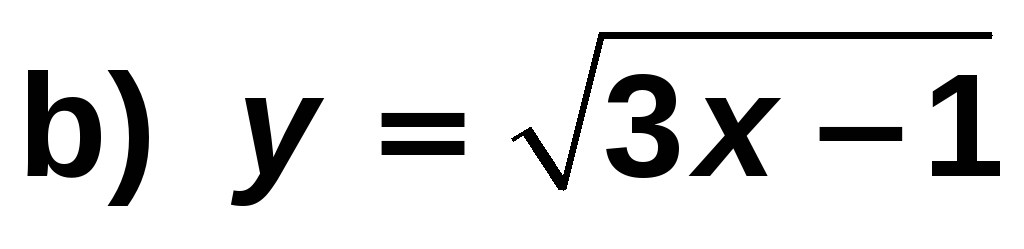 b) y = √3x − 1